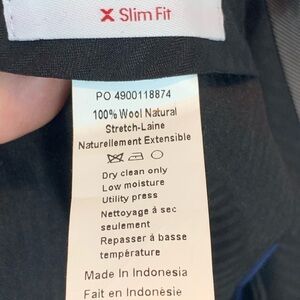 X Slim Fit
PO 4900118874
100% Wool Natural
Stretch-Laine
Naturellement Extensible
Dry clean only
Low moisture
Utility press
Nettoyage à sec
seulement
Repasser à basse
température
Made In Indonesia
Fait en Indonésie